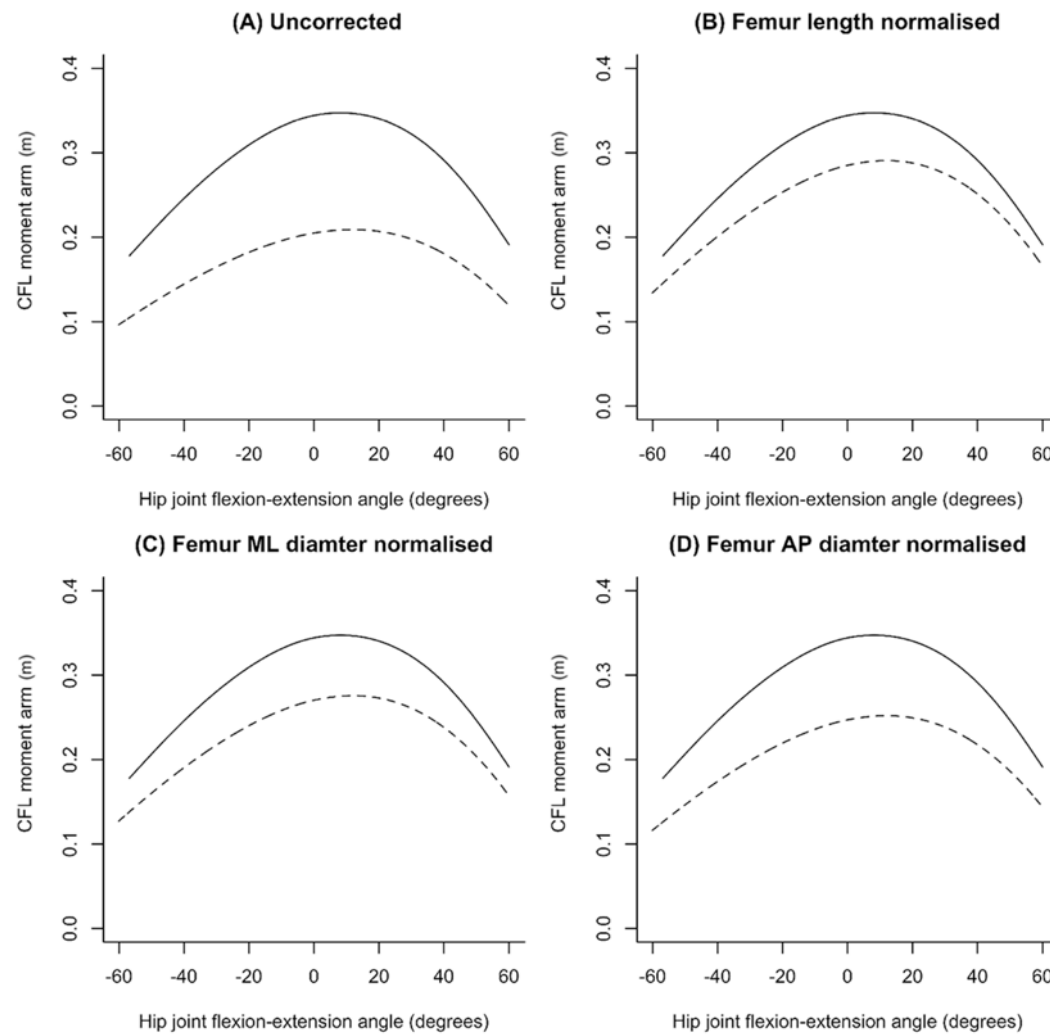 (A) Uncorrected
CFL moment arm (m)
0.4
0.3
0.2
0.1
0.0
-60 -40 -20 0 20 40 60
Hip joint flexion-extension angle (degrees)
(B) Femur length normalised
CFL moment arm (m)
0.4
0.3
0.2
0.1
0.0
-60 -40 -20 0 20 40 60
Hip joint flexion-extension angle (degrees)
(C) Femur ML diamter normalised
CFL moment arm (m)
0.4
0.3
0.2
0.1
0.0
-60 -40 -20 0 20 40 60
Hip joint flexion-extension angle (degrees)
(D) Femur AP diamter normalised
CFL moment arm (m)
0.4
0.3
0.2
0.1
0.0
-60 -40 -20 0 20 40 60
Hip joint flexion-extension angle (degrees)